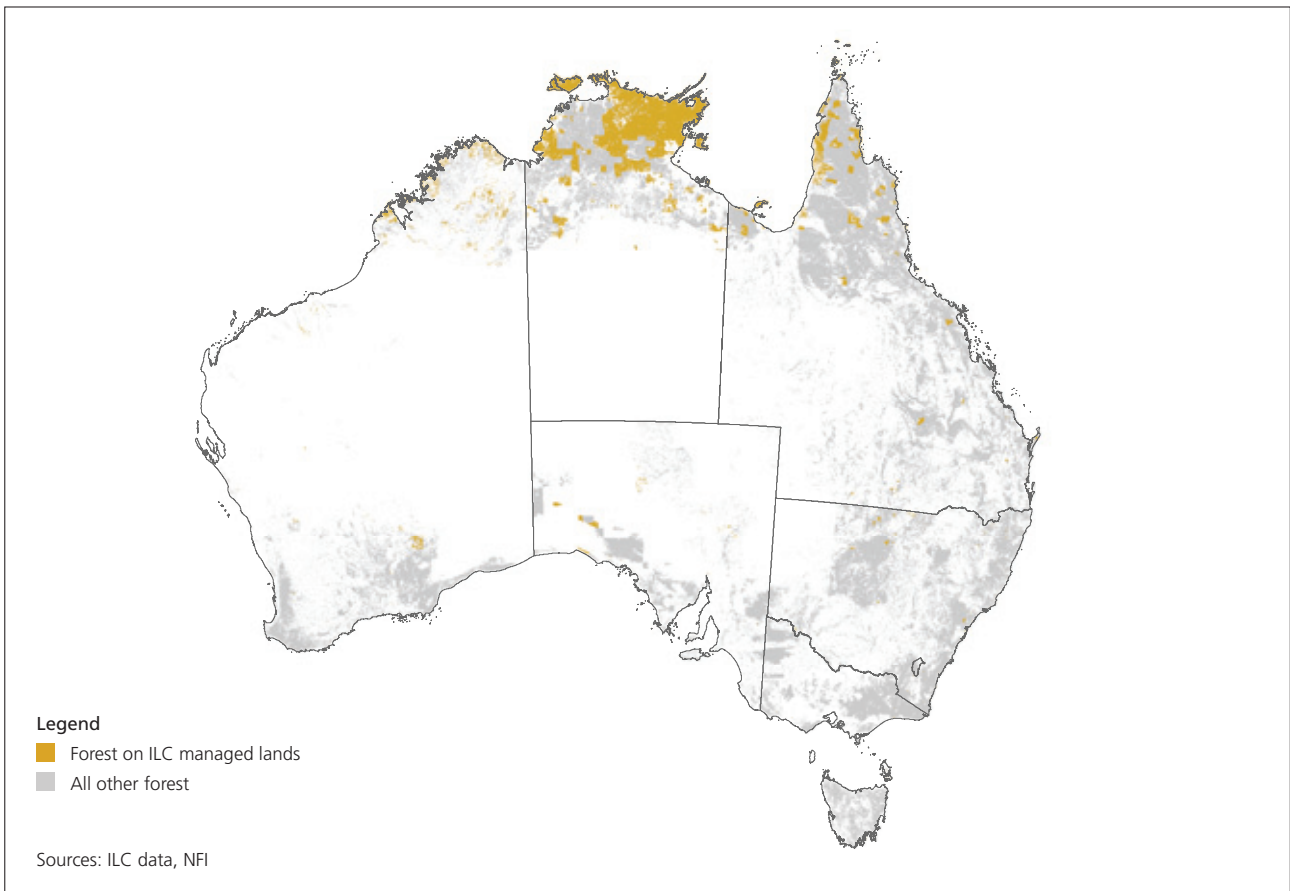 Legend
Forest on ILC managed lands
All other forest
Sources: ILC data, NFI